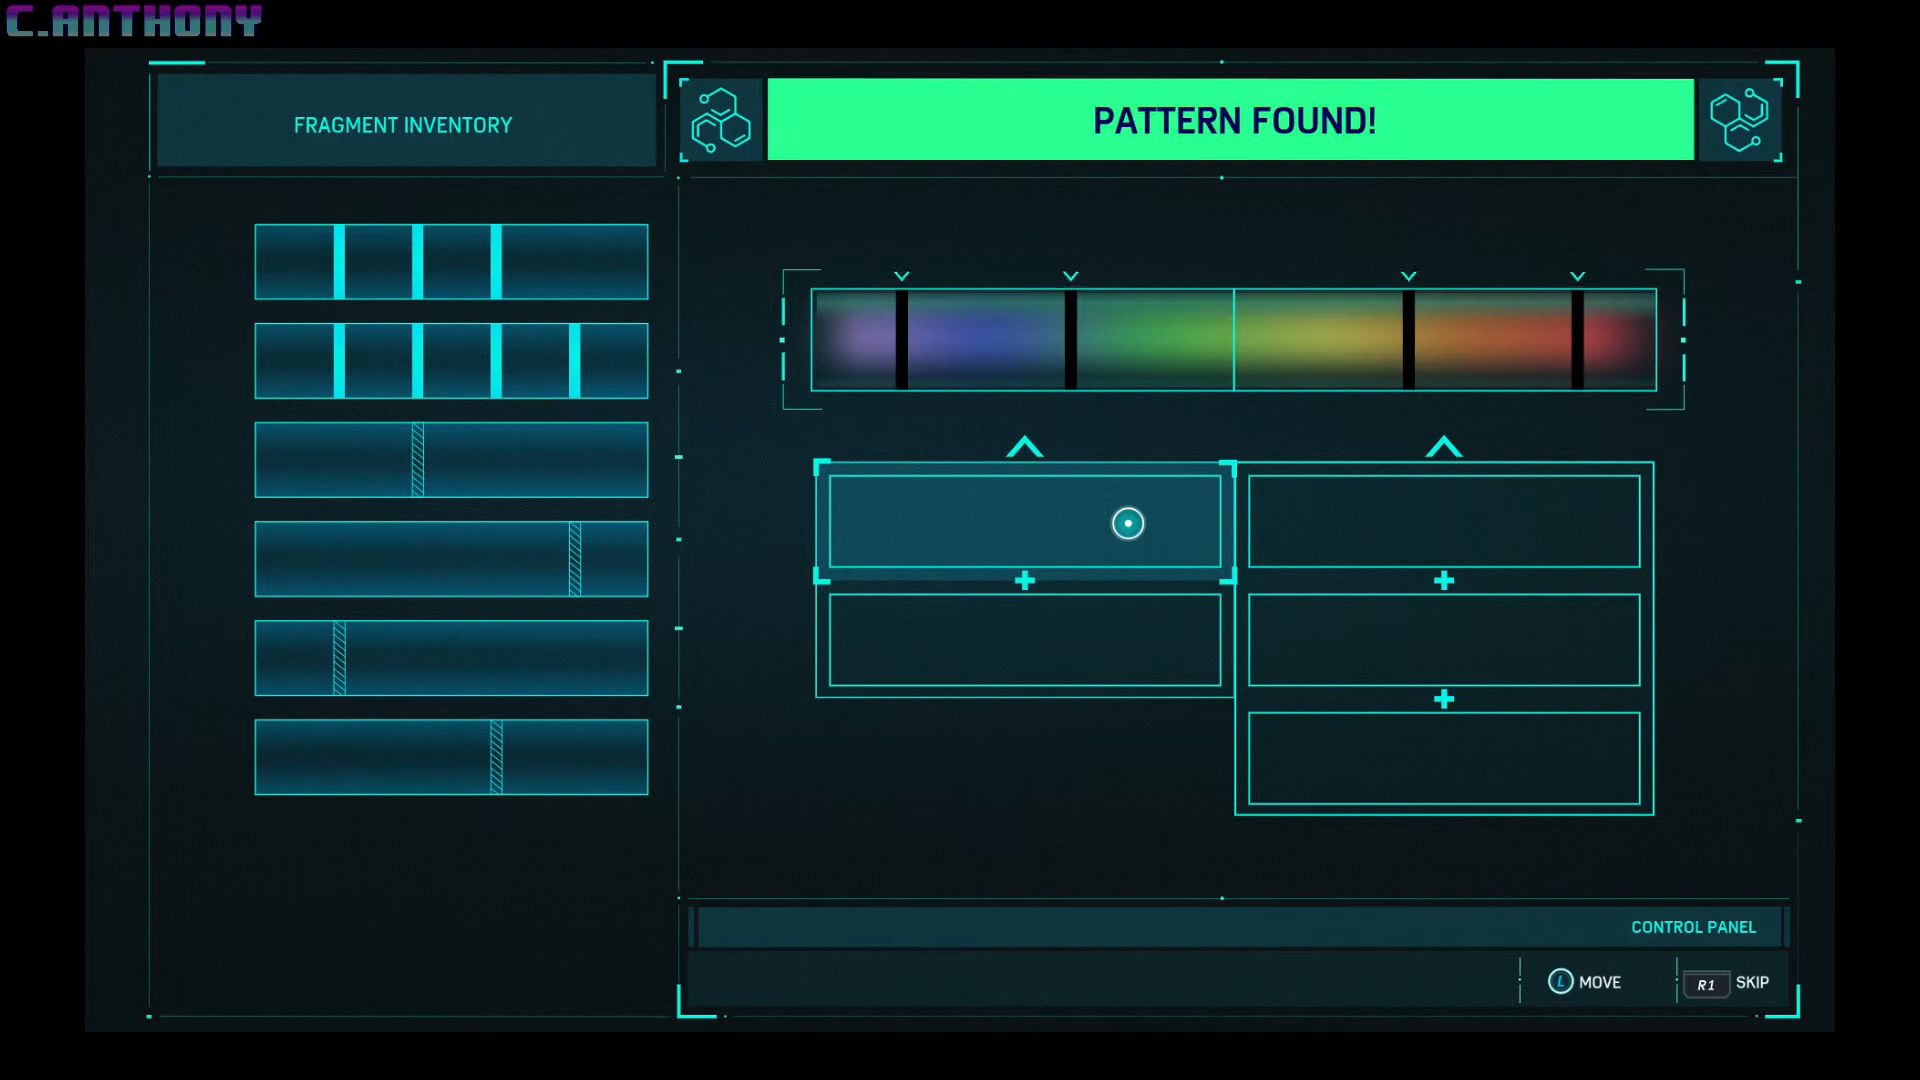 C.ANTHONY
FRAGMENT INVENTORY
PATTERN FOUND!
CONTROL PANEL
L MOVE
R1 SKIP